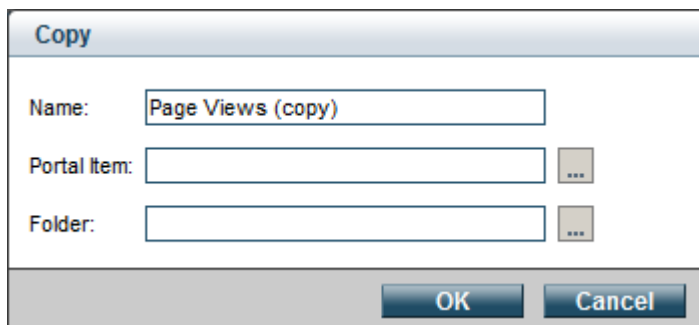 Copy
Name: Page Views (copy)
Portal Item: ...
Folder: ...
OK Cancel